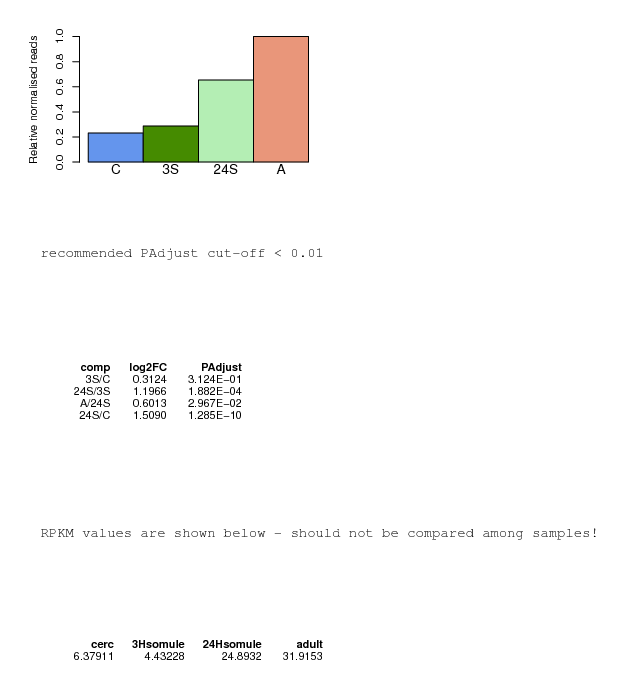 Relative normalised reads
1.0
0.8
0.6
0.4
0.2
0.0
C 3S 24S A
recommended PAdjust cut-off < 0.01
comp log2FC PAdjust
3S/C 0.3124 3.124E−01
24S/3S 1.1966 1.882E−04
A/24S 0.6013 2.967E−02
24S/C 1.5090 1.285E−10
RPKM values are shown below - should not be compared among samples!
cerc 3Hsomule 24Hsomule adult
6.37911 4.43228 24.8932 31.9153